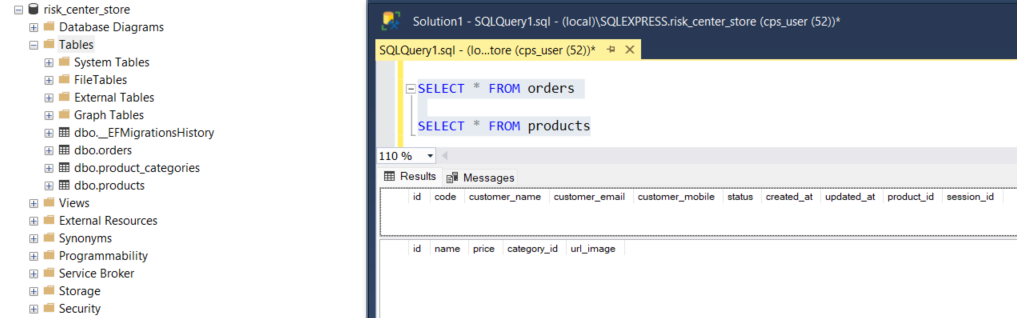 risk_center_store
Database Diagrams
Tables
System Tables
FileTables
External Tables
Graph Tables
dbo.__EFMigrationsHistory
dbo.orders
dbo.product_categories
dbo.products
Views
External Resources
Synonyms
Programmability
Service Broker
Storage
Security
Solution1 - SQLQuery1.sql - (local)\SQLEXPRESS.risk_center_store (cps_user (52))*
SQLQuery1.sql - (lo...tore (cps_user (52))*
SELECT * FROM orders
SELECT * FROM products
110 %
Results Messages
id code customer_name customer_email customer_mobile status created_at updated_at product_id session_id
id name price category_id url_image